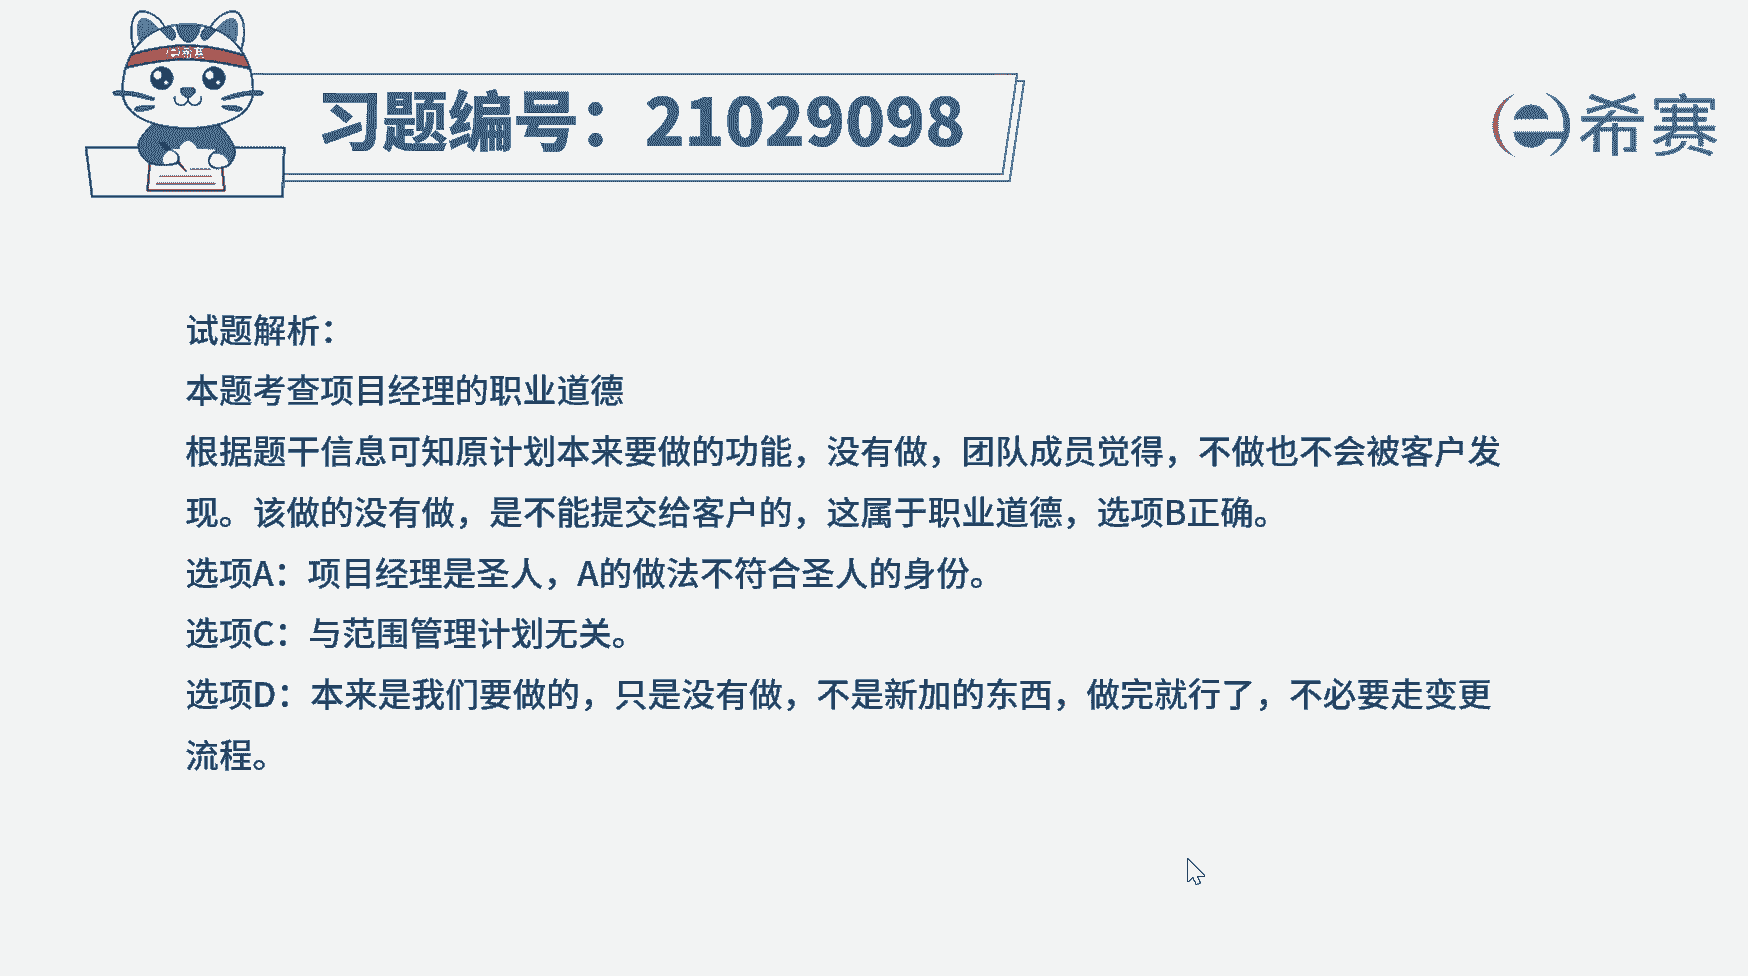 习题编号：21029098
希赛
试题解析：
本题考查项目经理的职业道德
根据题干信息可知原计划本来要做的功能，没有做，团队成员觉得，不做也不会被客户发
现。该做的没有做，是不能提交给客户的，这属于职业道德，选项B正确。
选项A：项目经理是圣人，A的做法不符合圣人的身份。
选项C：与范围管理计划无关。
选项D：本来是我们要做的，只是没有做，不是新加的东西，做完就行了，不必要走变更
流程。